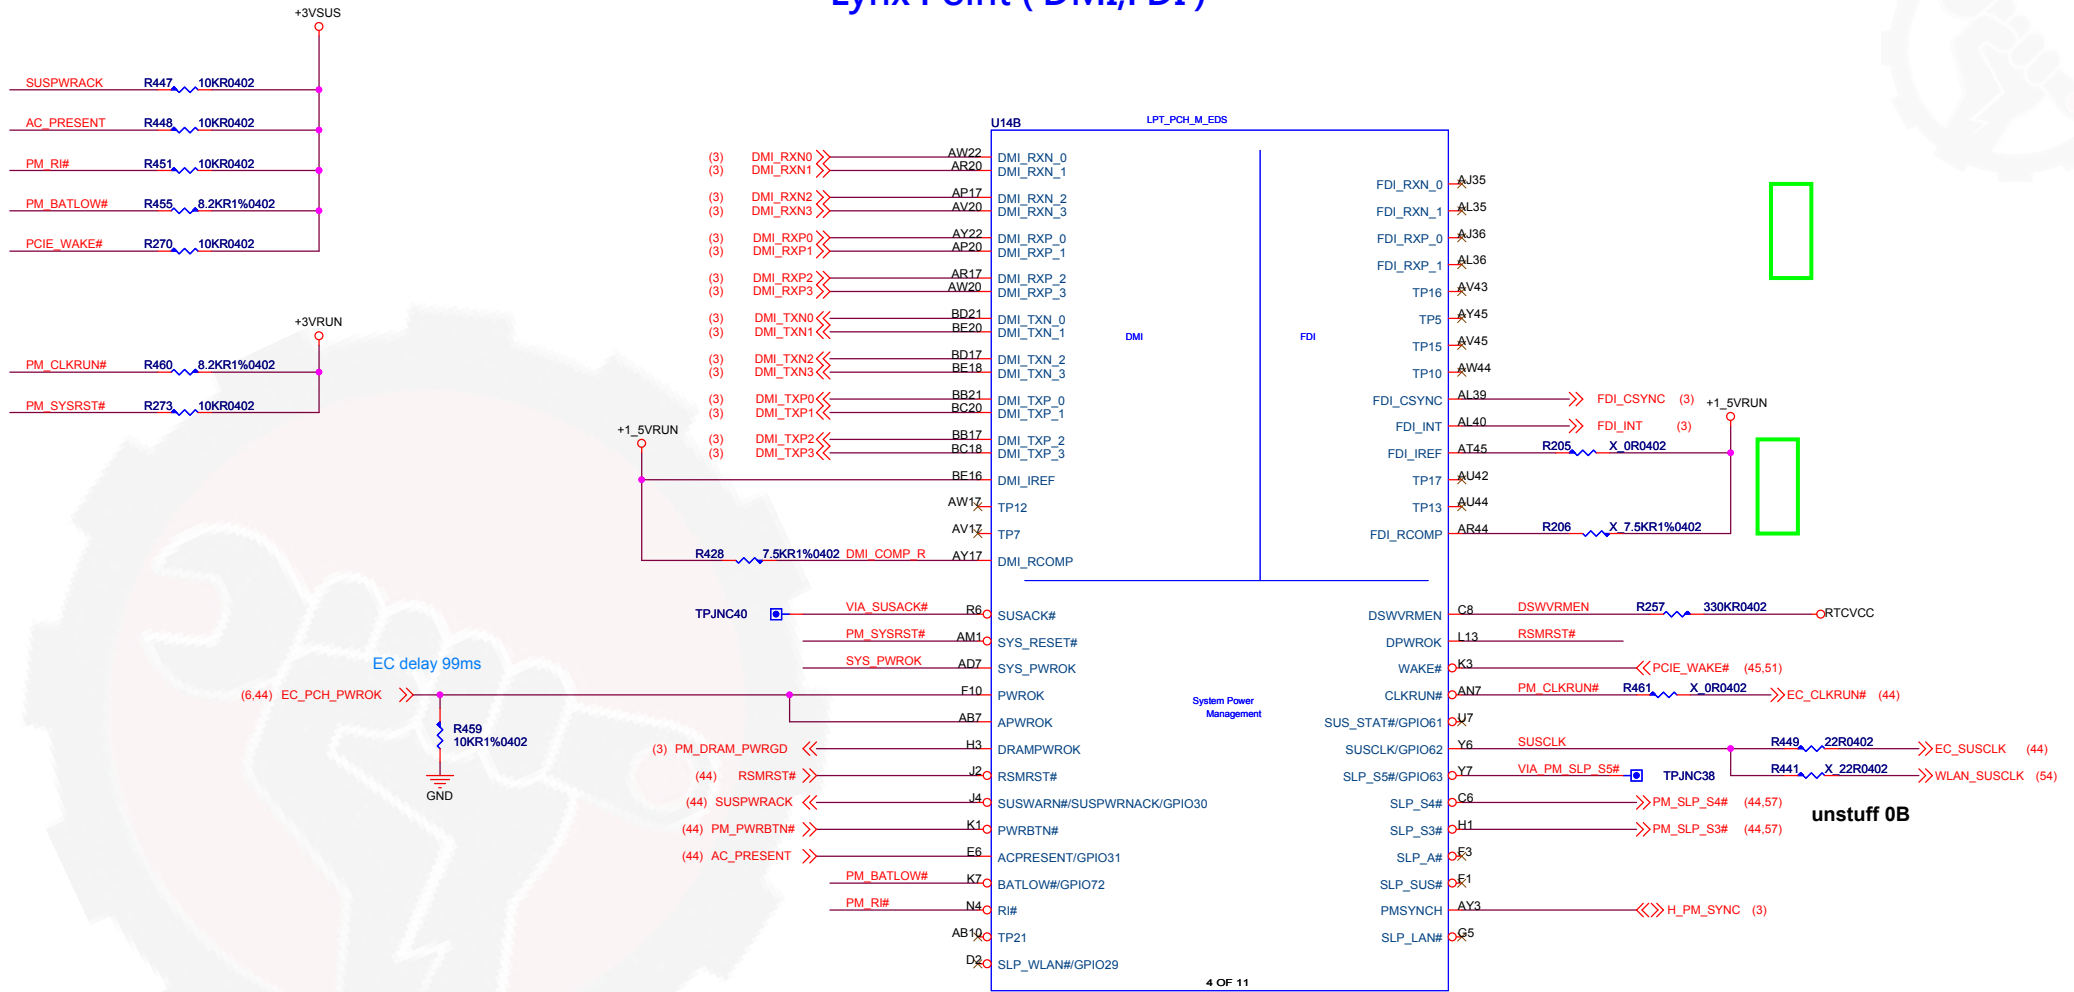 Lynx Point ( DMI,FDI )
+3VSUS
SUSPWRACK R447 10KR0402
AC_PRESENT R448 10KR0402
PM_RI# R451 10KR0402
PM_BATLOW# R455 8.2KR1%0402
PCIE_WAKE# R270 10KR0402
+3VRUN
PM_CLKRUN# R460 8.2KR1%0402
PM_SYSRST# R273 10KR0402
U14B LPT_PCH_M_EDS
(3) DMI_RXN0 AW22 DMI_RXN_0
(3) DMI_RXN1 AR20 DMI_RXN_1
(3) DMI_RXN2 AP17 DMI_RXN_2
(3) DMI_RXN3 AV20 DMI_RXN_3
(3) DMI_RXP0 AY22 DMI_RXP_0
(3) DMI_RXP1 AP20 DMI_RXP_1
(3) DMI_RXP2 AR17 DMI_RXP_2
(3) DMI_RXP3 AW20 DMI_RXP_3
(3) DMI_TXN0 BD21 DMI_TXN_0
(3) DMI_TXN1 BE20 DMI_TXN_1
(3) DMI_TXN2 BD17 DMI_TXN_2
(3) DMI_TXN3 BE18 DMI_TXN_3
(3) DMI_TXP0 BB21 DMI_TXP_0
(3) DMI_TXP1 BC20 DMI_TXP_1
(3) DMI_TXP2 BB17 DMI_TXP_2
(3) DMI_TXP3 BC18 DMI_TXP_3
+1_5VRUN
BE16 DMI_IREF
AW17 TP12
AV17 TP7
R428 7.5KR1%0402 DMI_COMP_R AY17 DMI_RCOMP
DMI
FDI
FDI_RXN_0 AJ35
FDI_RXN_1 AL35
FDI_RXP_0 AJ36
FDI_RXP_1 AL36
TP16 AV43
TP5 AY45
TP15 AV45
TP10 AW44
FDI_CSYNC AL39 FDI_CSYNC (3)
+1_5VRUN
FDI_INT AL40 FDI_INT (3)
FDI_IREF AT45 R205 X_0R0402
TP17 AU42
TP13 AU44
FDI_RCOMP AR44 R206 X_7.5KR1%0402
TPJNC40 VIA_SUSACK# R6 SUSACK#
PM_SYSRST# AM1 SYS_RESET#
SYS_PWROK AD7 SYS_PWROK
EC delay 99ms
(6,44) EC_PCH_PWROK F10 PWROK
AB7 APWROK
R459
10KR1%0402
GND
(3) PM_DRAM_PWRGD H3 DRAMPWROK
(44) RSMRST# J2 RSMRST#
(44) SUSPWRACK J4 SUSWARN#/SUSPWRNACK/GPIO30
(44) PM_PWRBTN# K1 PWRBTN#
(44) AC_PRESENT E6 ACPRESENT/GPIO31
PM_BATLOW# K7 BATLOW#/GPIO72
PM_RI# N4 RI#
AB10 TP21
D2 SLP_WLAN#/GPIO29
System Power
Management
DSWVRMEN C8 DSWVRMEN R257 330KR0402 RTCVCC
DPWROK L13 RSMRST#
WAKE# K3 PCIE_WAKE# (45,51)
CLKRUN# AN7 PM_CLKRUN# R461 X_0R0402 EC_CLKRUN# (44)
SUS_STAT#/GPIO61 U7
SUSCLK/GPIO62 Y6 SUSCLK R449 22R0402 EC_SUSCLK (44)
R441 X_22R0402 WLAN_SUSCLK (54)
SLP_S5#/GPIO63 Y7 VIA_PM_SLP_S5# TPJNC38
SLP_S4# C6 PM_SLP_S4# (44,57)
unstuff 0B
SLP_S3# H1 PM_SLP_S3# (44,57)
SLP_A# F3
SLP_SUS# F1
PMSYNCH AY3 H_PM_SYNC (3)
SLP_LAN# G5
4 OF 11